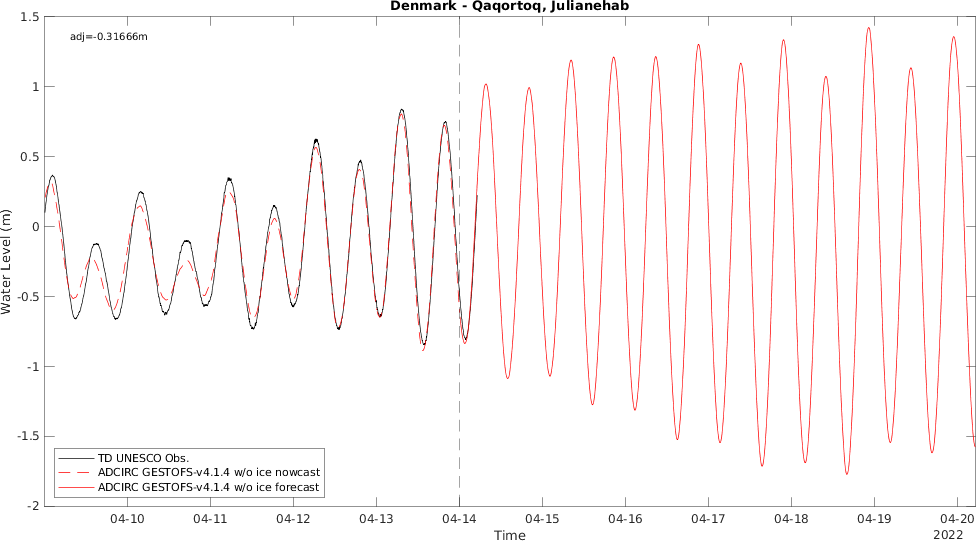 Denmark - Qaqortoq, Julianehab
adj=-0.31666m
1.5
1
0.5
0
-0.5
-1
-1.5
-2
Water Level (m)
TD UNESCO Obs.
ADCIRC GESTOFS-v4.1.4 w/o ice nowcast
ADCIRC GESTOFS-v4.1.4 w/o ice forecast
04-10 04-11 04-12 04-13 04-14 04-15 04-16 04-17 04-18 04-19 04-20
Time
2022